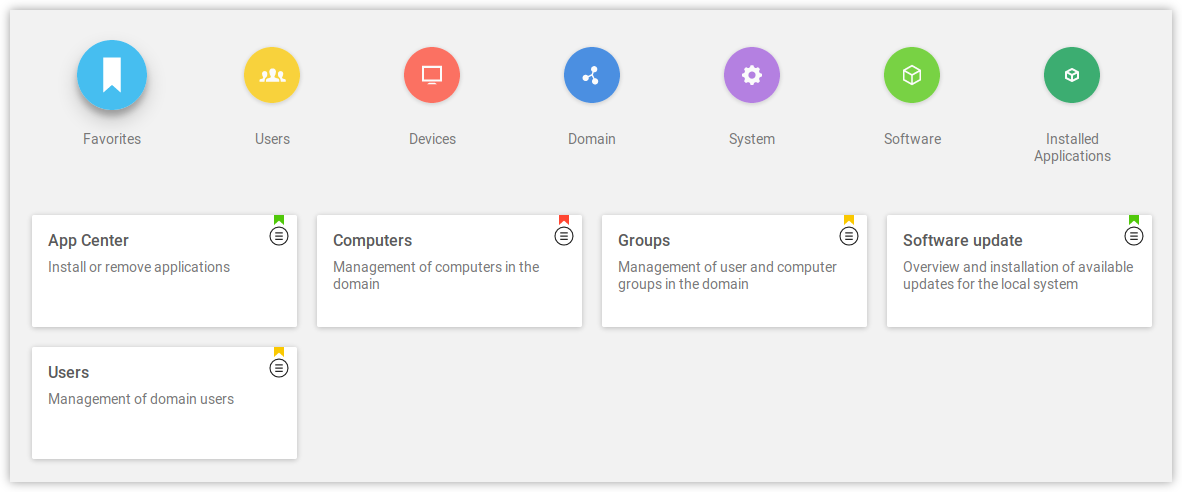 Favorites
Users
Devices
Domain
System
Software
Installed
Applications
App Center
Install or remove applications
Computers
Management of computers in the
domain
Groups
Management of user and computer
groups in the domain
Software update
Overview and installation of available
updates for the local system
Users
Management of domain users